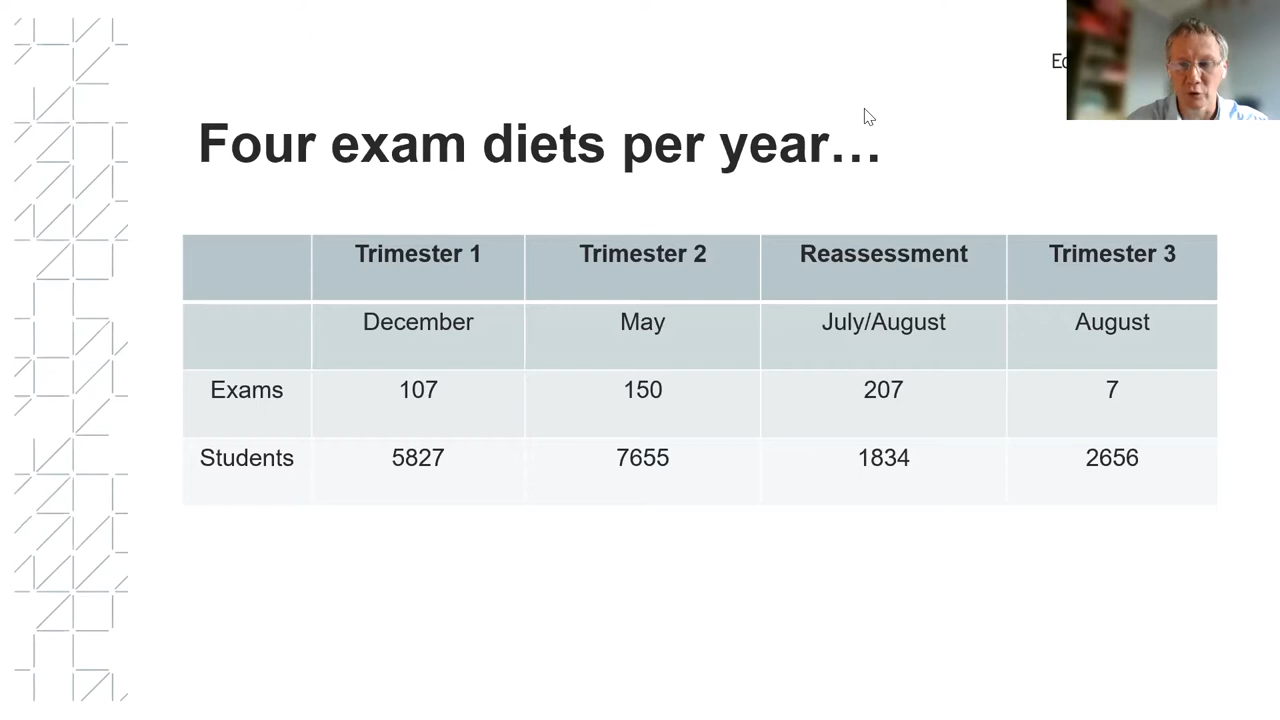 Four exam diets per year…
Trimester 1 Trimester 2 Reassessment Trimester 3
December May July/August August
Exams 107 150 207 7
Students 5827 7655 1834 2656